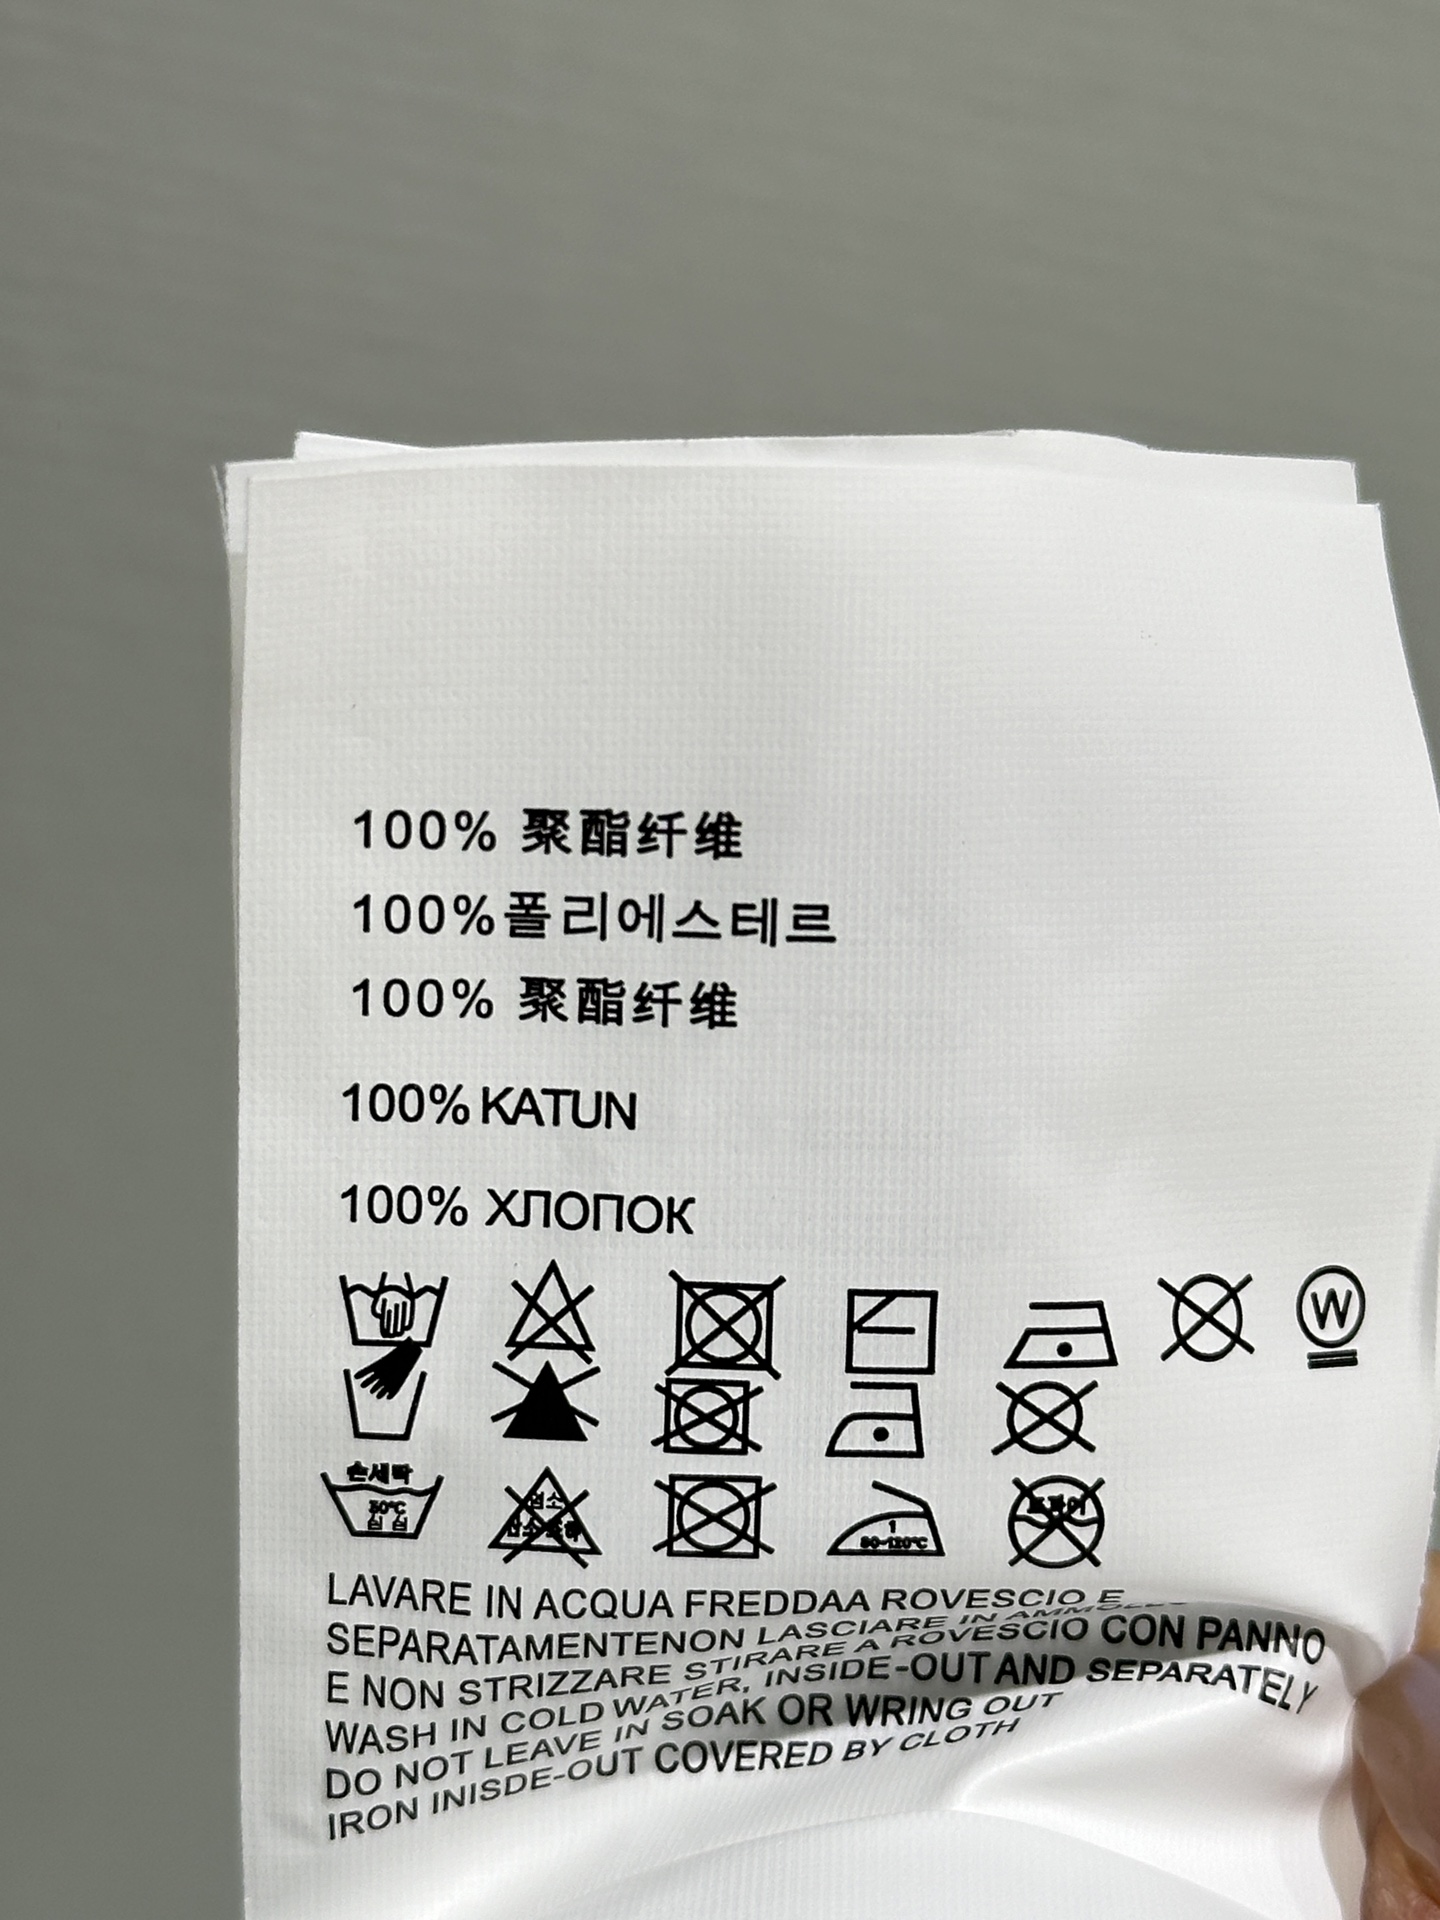 100% 聚酯纤维
100%폴리에스테르
100% 聚酯纤维
100% KATUN
100% ХЛОПОК
W
손세탁
30°C
1
80-120°C
LAVARE IN ACQUA FREDDAA ROVESCIO E
SEPARATAMENTENON LASCIARE IN
E NON STRIZZARE STIRARE A ROVESCIO CON PANNO
WASH IN COLD WATER, INSIDE-OUT AND SEPARATELY
DO NOT LEAVE IN SOAK OR WRING OUT
IRON INISDE-OUT COVERED BY CLOTH